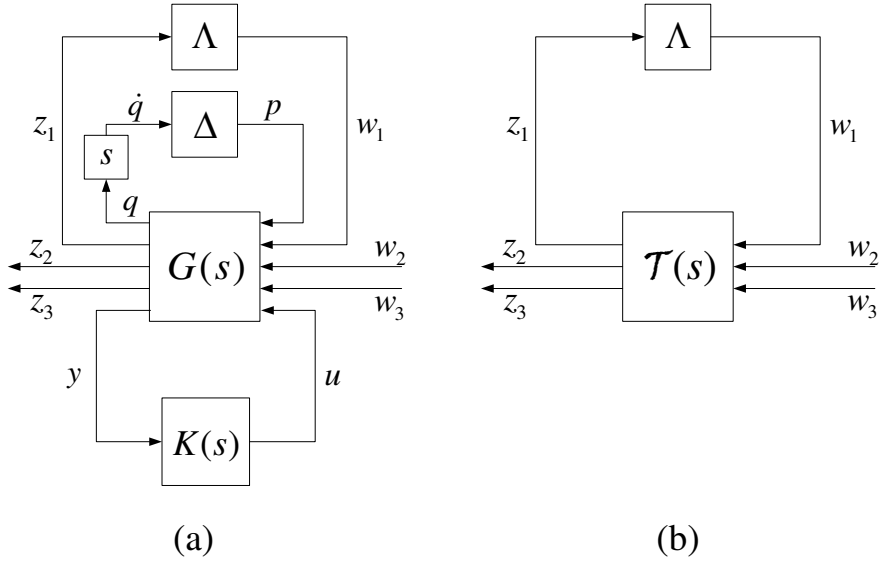 Λ
q̇
Δ
p
z₁
w₁
s
q
G(s)
z₂
w₂
z₃
w₃
y
u
K(s)
(a)
Λ
z₁
w₁
𝒯(s)
z₂
w₂
z₃
w₃
(b)